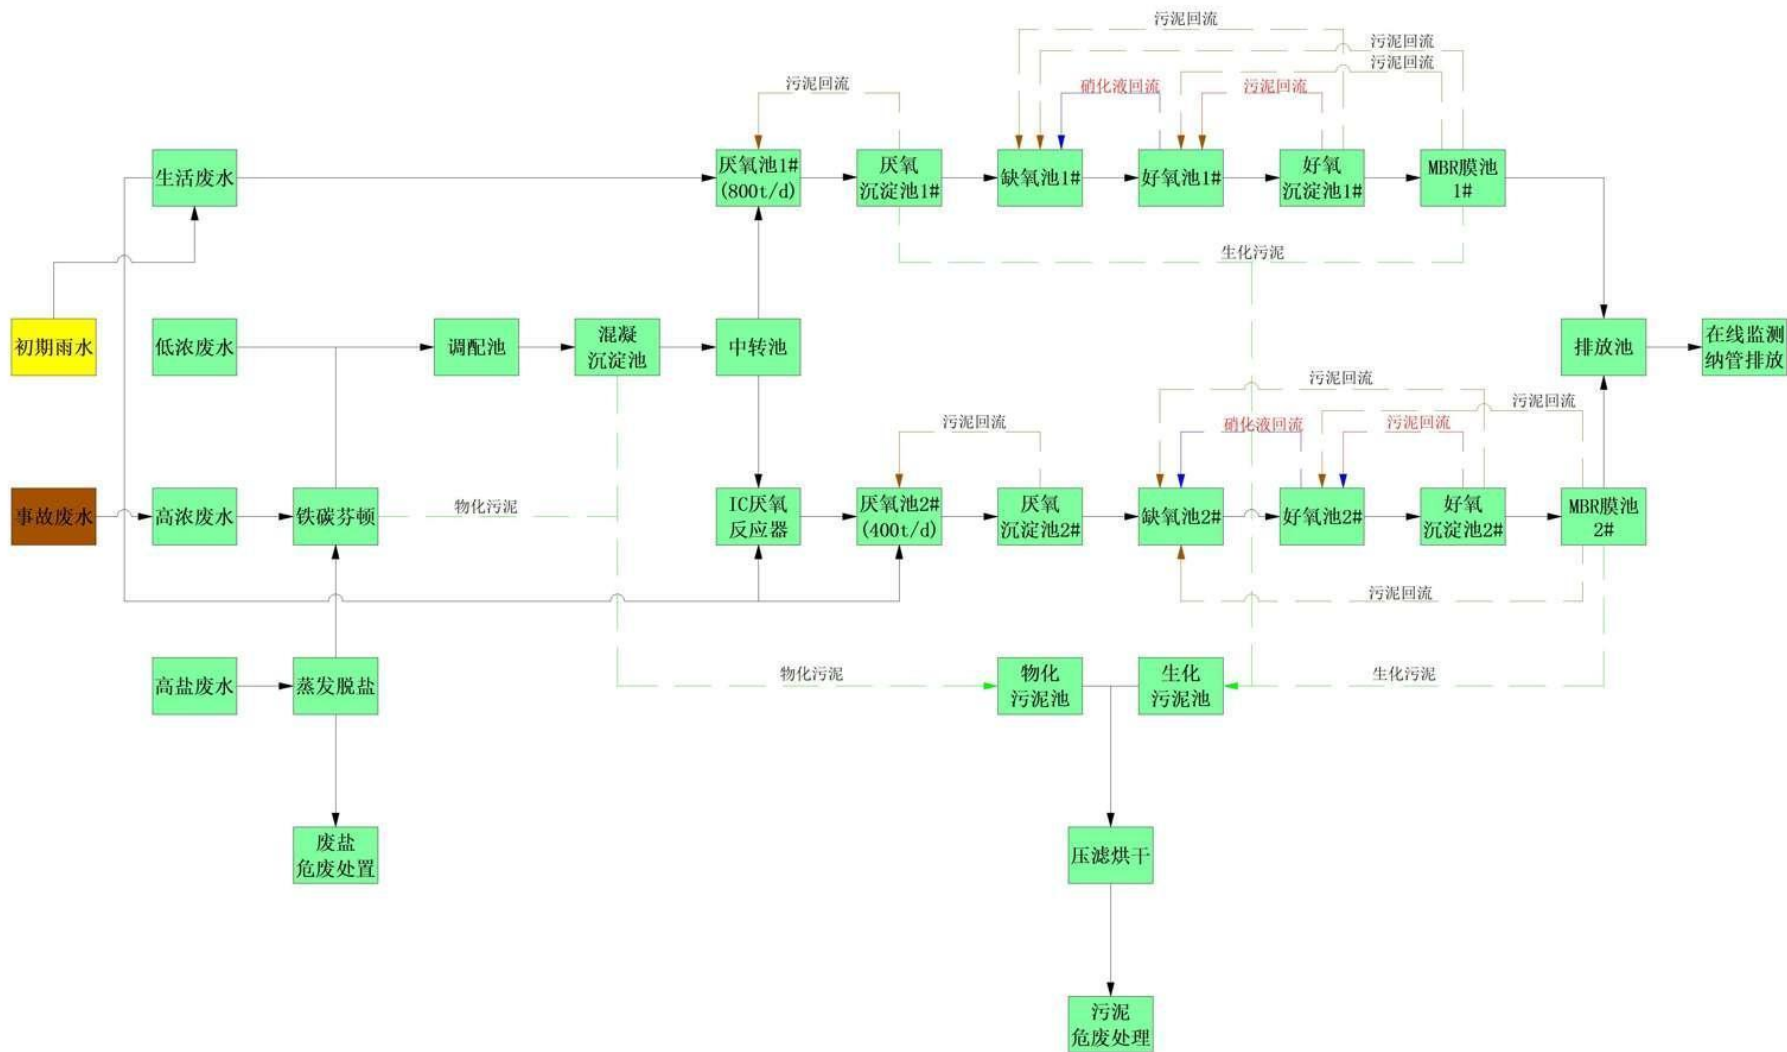 污泥回流
污泥回流
污泥回流
污泥回流
硝化液回流
污泥回流
生活废水
厌氧池1#
(800t/d)
厌氧
沉淀池1#
缺氧池1#
好氧池1#
好氧
沉淀池1#
MBR膜池
1#
生化污泥
初期雨水
低浓废水
调配池
混凝
沉淀池
中转池
排放池
在线监测
纳管排放
污泥回流
污泥回流
污泥回流
硝化液回流
污泥回流
事故废水
高浓废水
铁碳芬顿
物化污泥
IC厌氧
反应器
厌氧池2#
(400t/d)
厌氧
沉淀池2#
缺氧池2#
好氧池2#
好氧
沉淀池2#
MBR膜池
2#
污泥回流
高盐废水
蒸发脱盐
物化污泥
物化
污泥池
生化
污泥池
生化污泥
废盐
危废处置
压滤烘干
污泥
危废处理